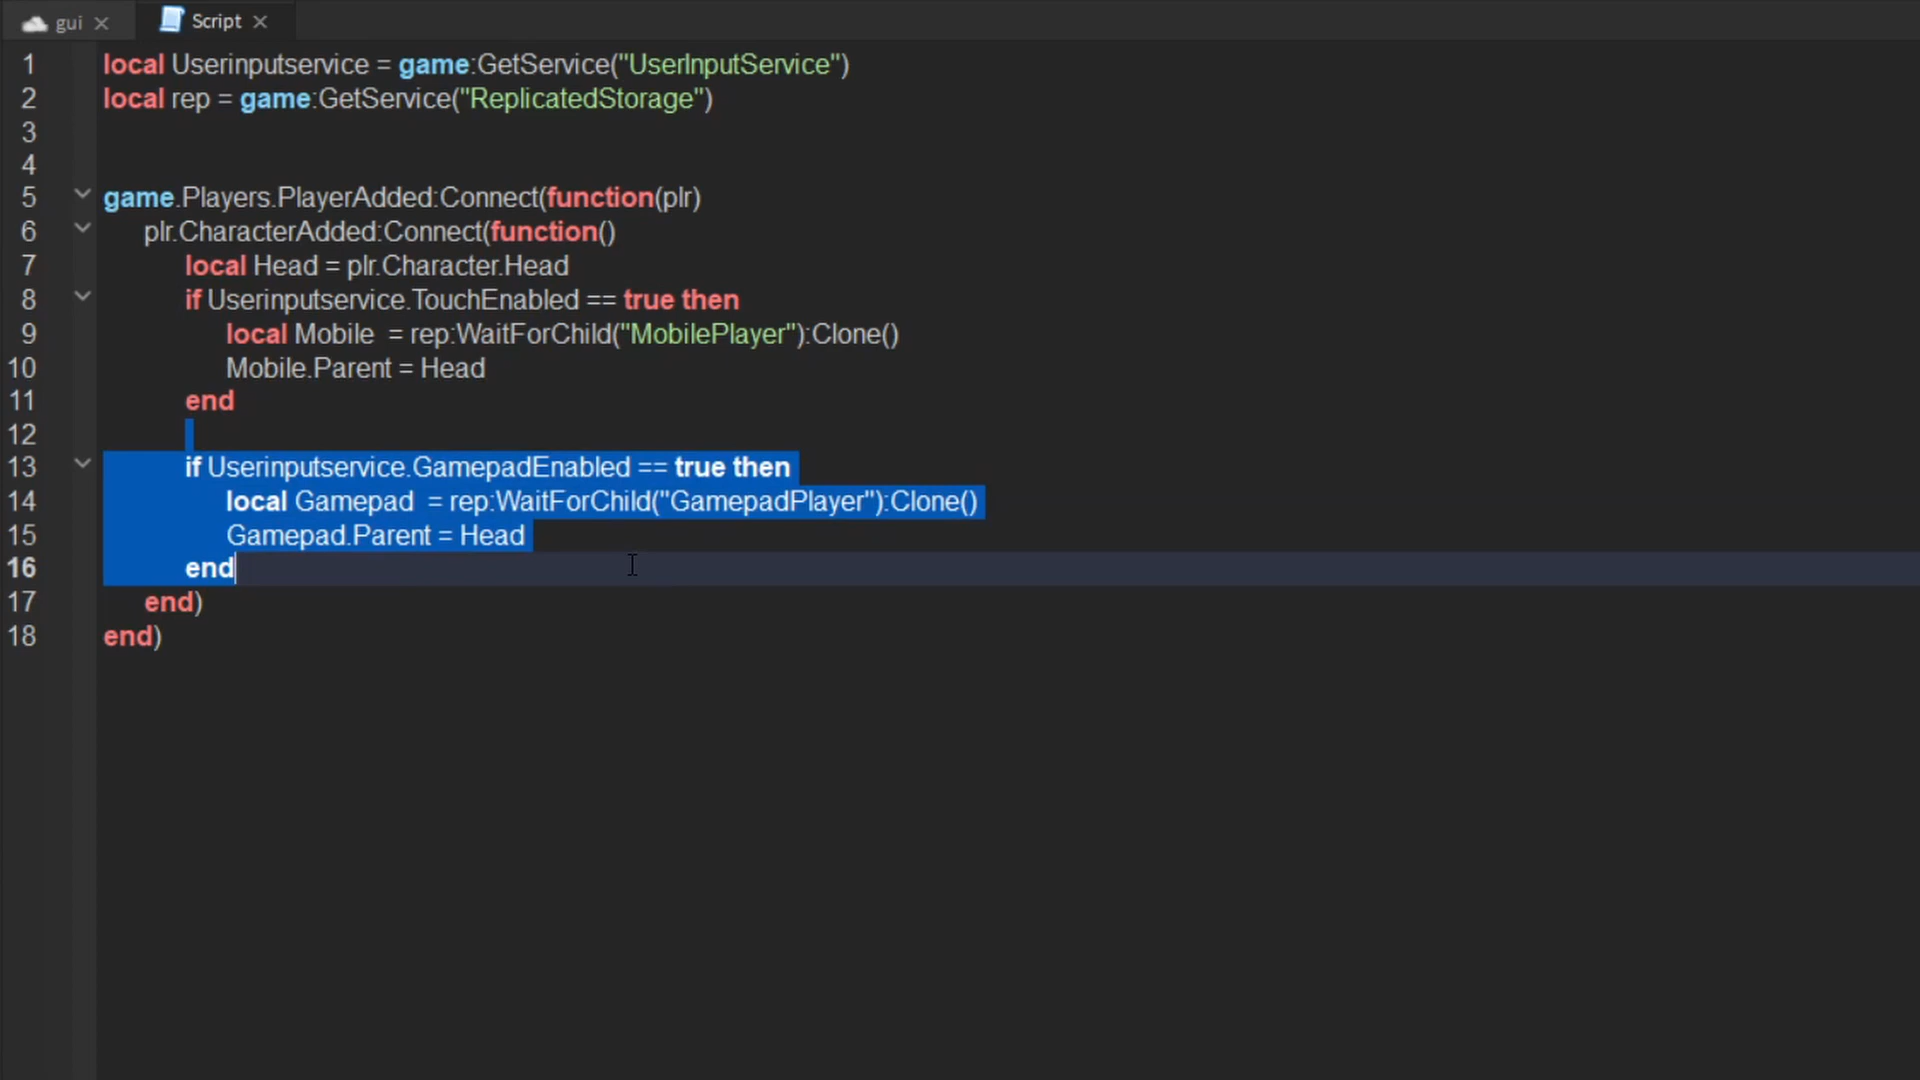 gui
Script
1 local Userinputservice = game:GetService("UserInputService")
2 local rep = game:GetService("ReplicatedStorage")
3
4
5 game.Players.PlayerAdded:Connect(function(plr)
6 plr.CharacterAdded:Connect(function()
7 local Head = plr.Character.Head
8 if Userinputservice.TouchEnabled == true then
9 local Mobile  = rep:WaitForChild("MobilePlayer"):Clone()
10 Mobile.Parent = Head
11 end
12
13 if Userinputservice.GamepadEnabled == true then
14 local Gamepad  = rep:WaitForChild("GamepadPlayer"):Clone()
15 Gamepad.Parent = Head
16 end
17 end)
18 end)